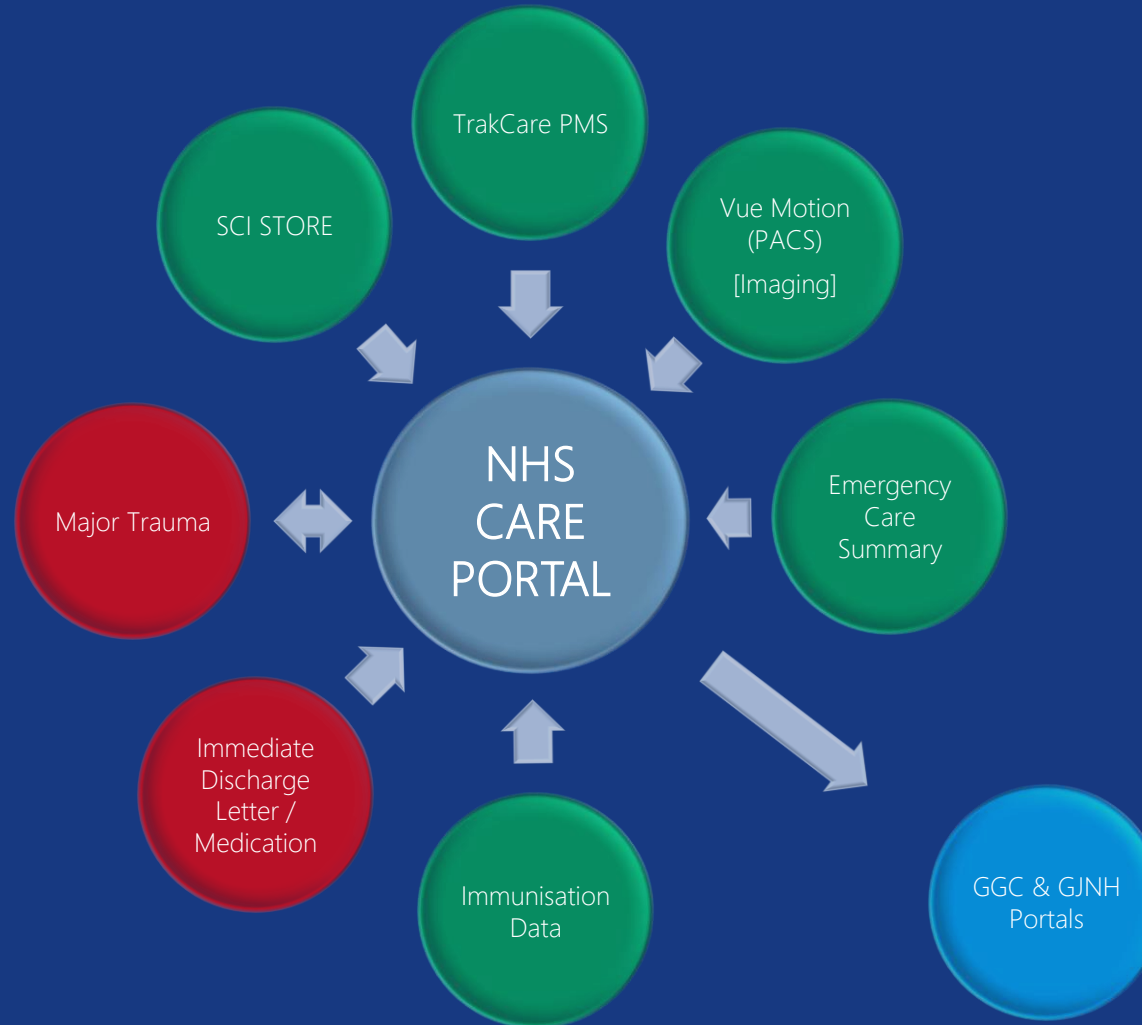 TrakCare PMS
SCI STORE
Vue Motion
(PACS)
[Imaging]
NHS
CARE
PORTAL
Emergency
Care
Summary
Major Trauma
Immediate
Discharge
Letter /
Medication
Immunisation
Data
GGC & GJNH
Portals